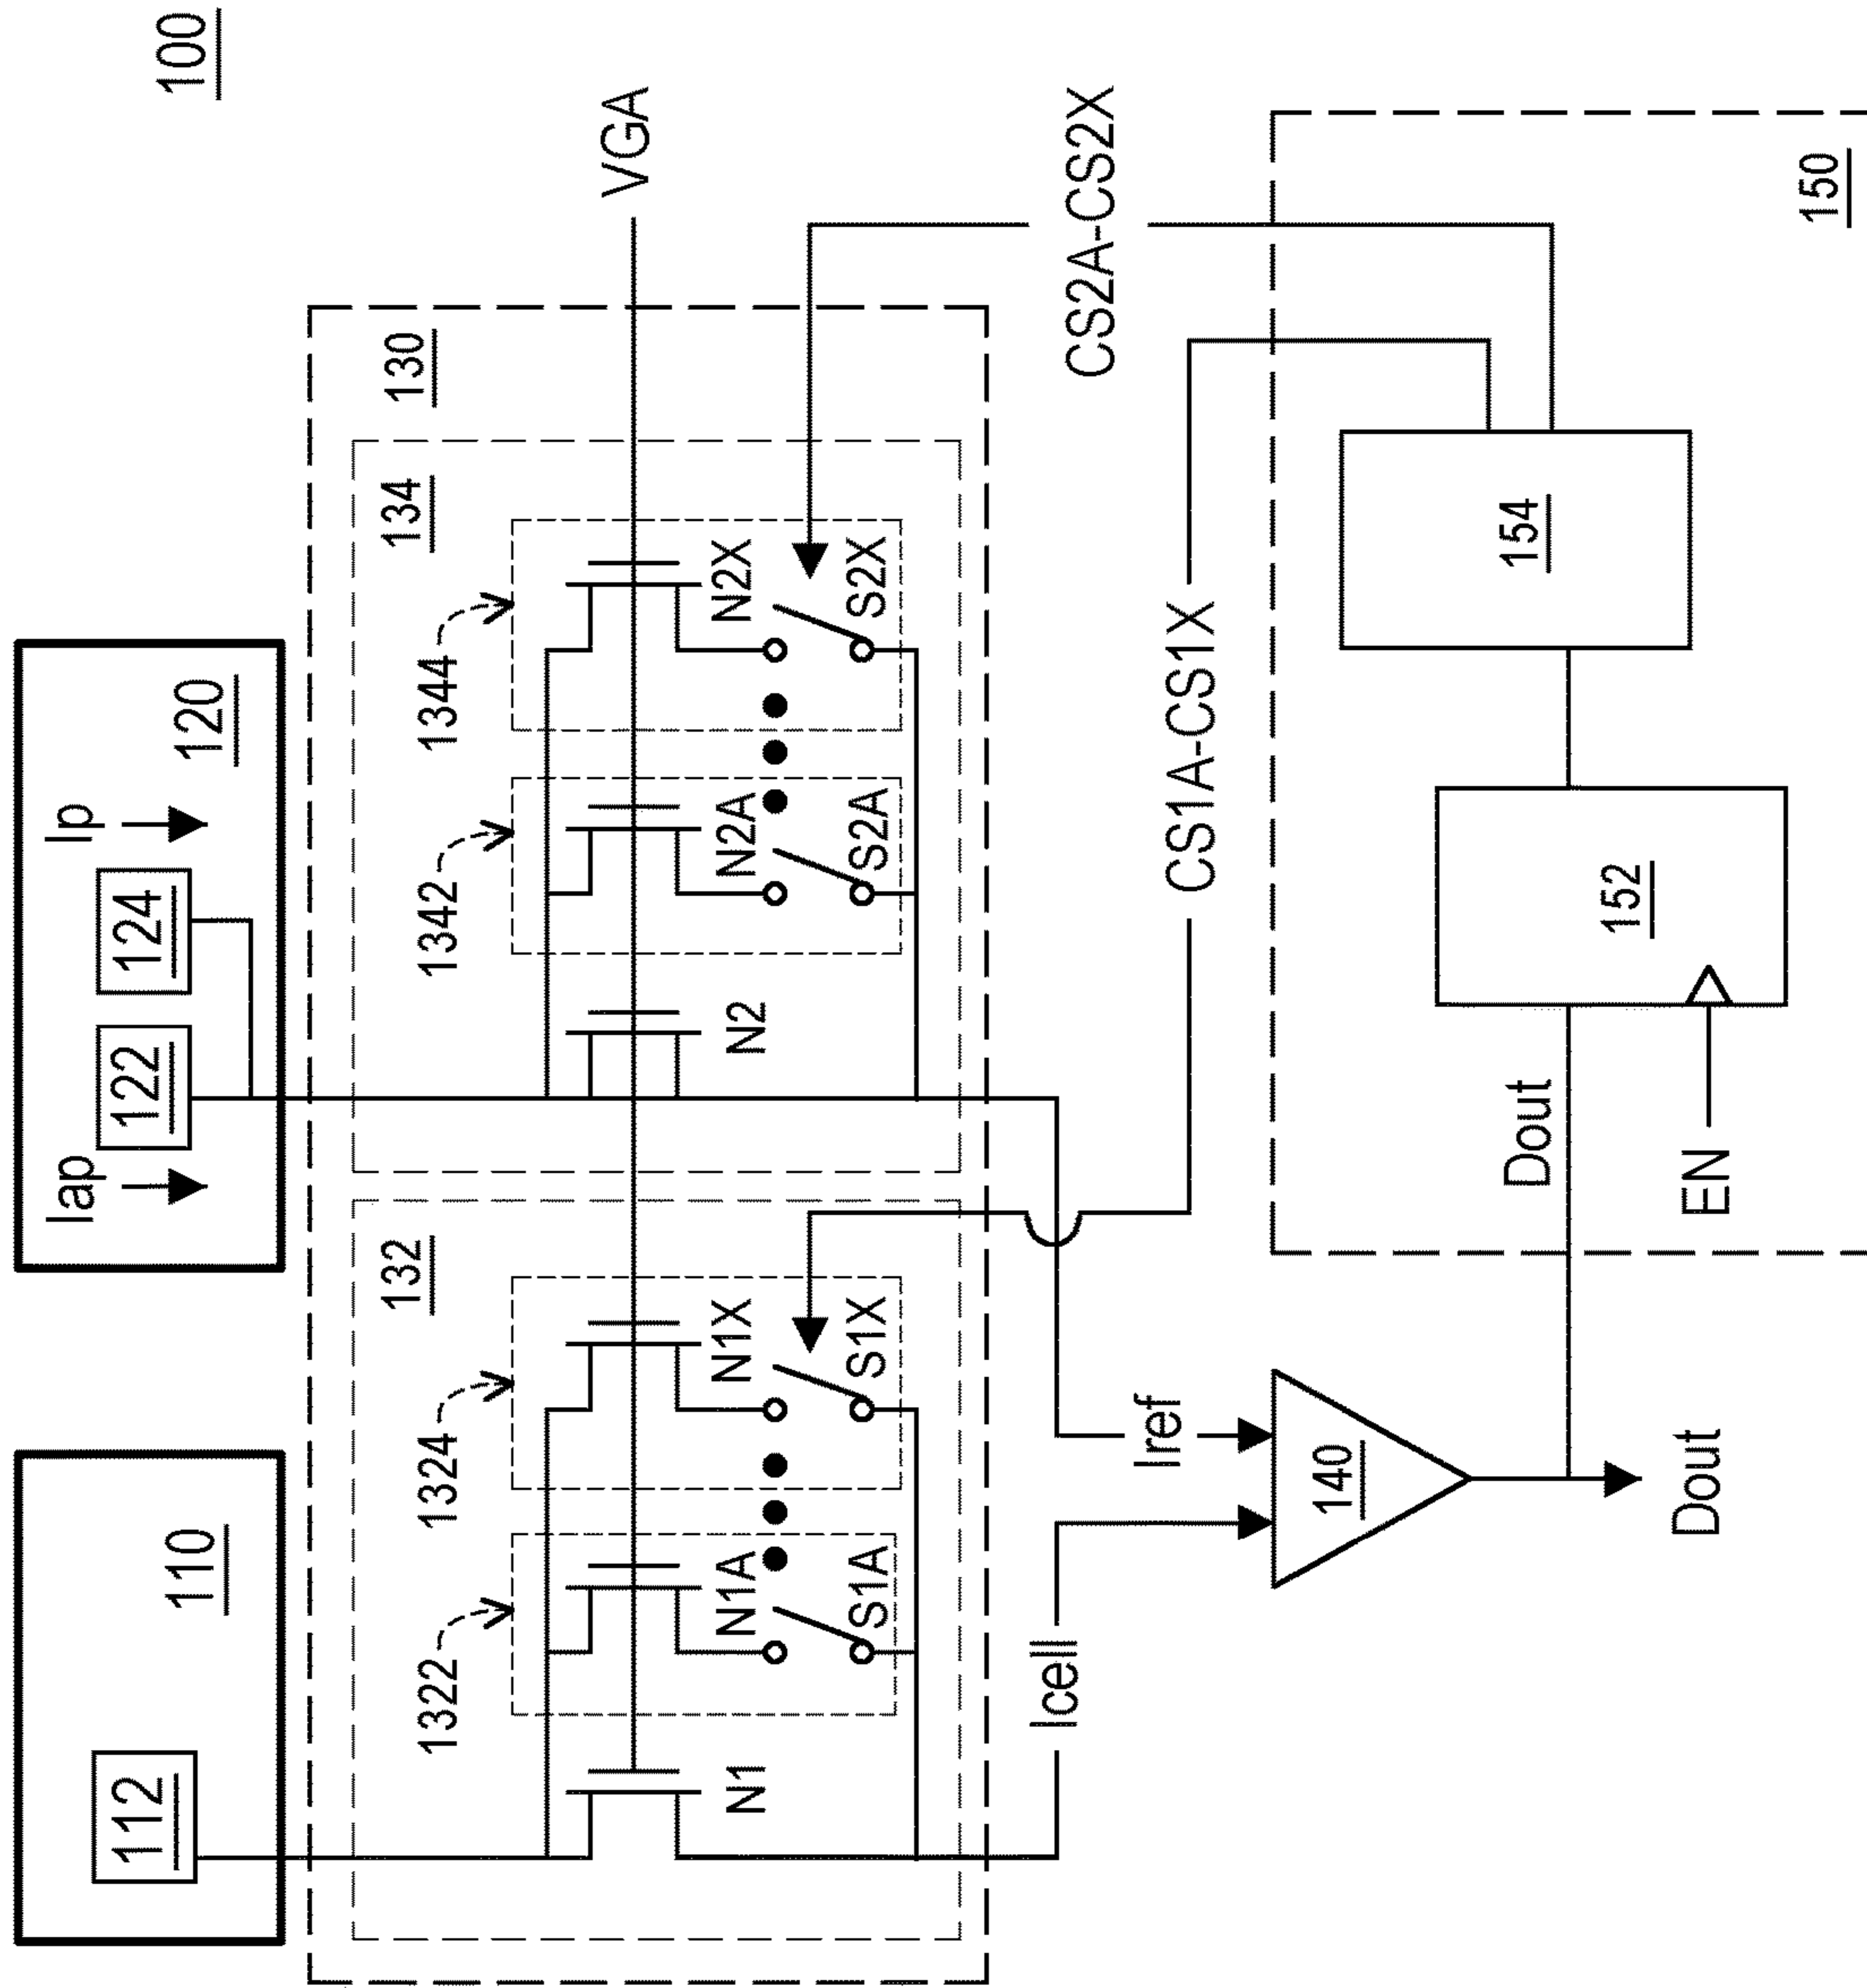 100
110
112
120
Iap
122
124
Ip
130
132
134
1322
1324
1342
1344
VGA
N1
N1A
N1X
N2
N2A
N2X
S1A
S1X
S2A
S2X
Icell
Iref
CS1A-CS1X
CS2A-CS2X
140
Dout
Dout
EN
152
154
150